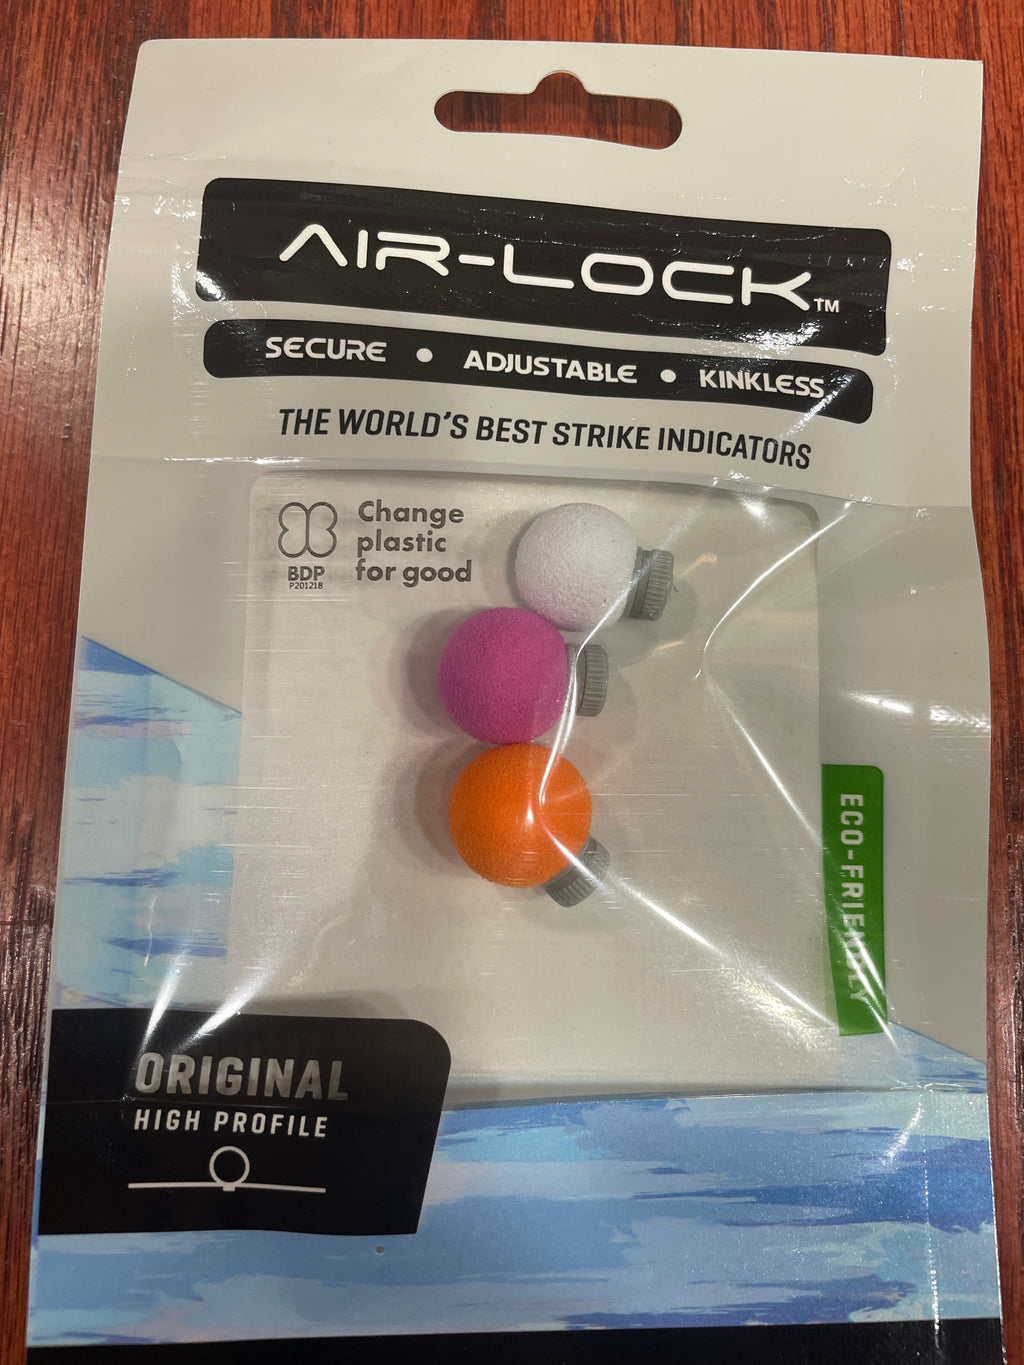 AIR-LOCK™
SECURE • ADJUSTABLE • KINKLESS
THE WORLD'S BEST STRIKE INDICATORS
Change
plastic
for good
BDP
P201218
ECO-FRIENDLY
ORIGINAL
HIGH PROFILE